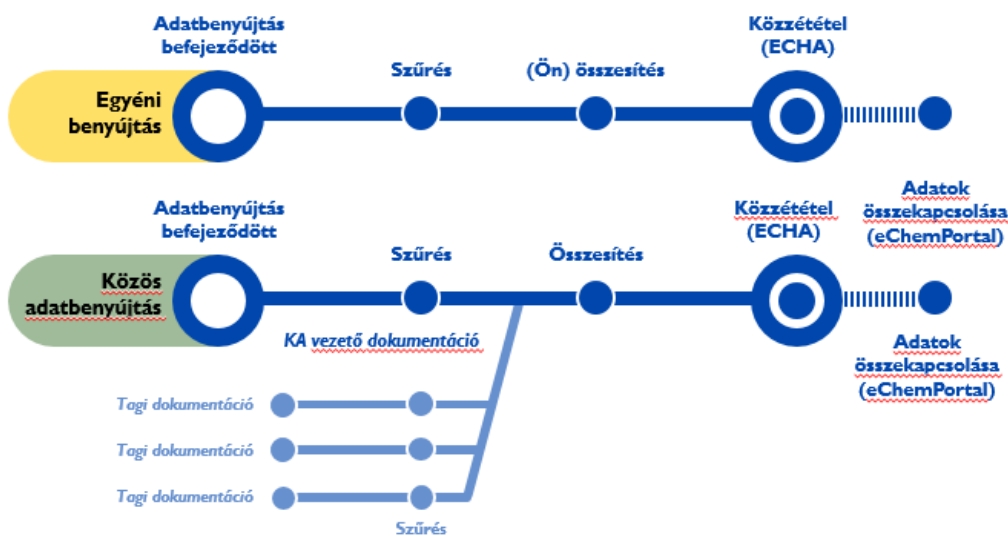 Adatbenyújtás
befejeződött
Szűrés
(Ön) összesítés
Közzététel
(ECHA)
Egyéni
benyújtás
Adatok
összekapcsolása
(eChemPortal)
Adatbenyújtás
befejeződött
Szűrés
Összesítés
Közzététel
(ECHA)
Közös
adatbenyújtás
KA vezető dokumentáció
Adatok
összekapcsolása
(eChemPortal)
Tagi dokumentáció
Tagi dokumentáció
Tagi dokumentáció
Szűrés